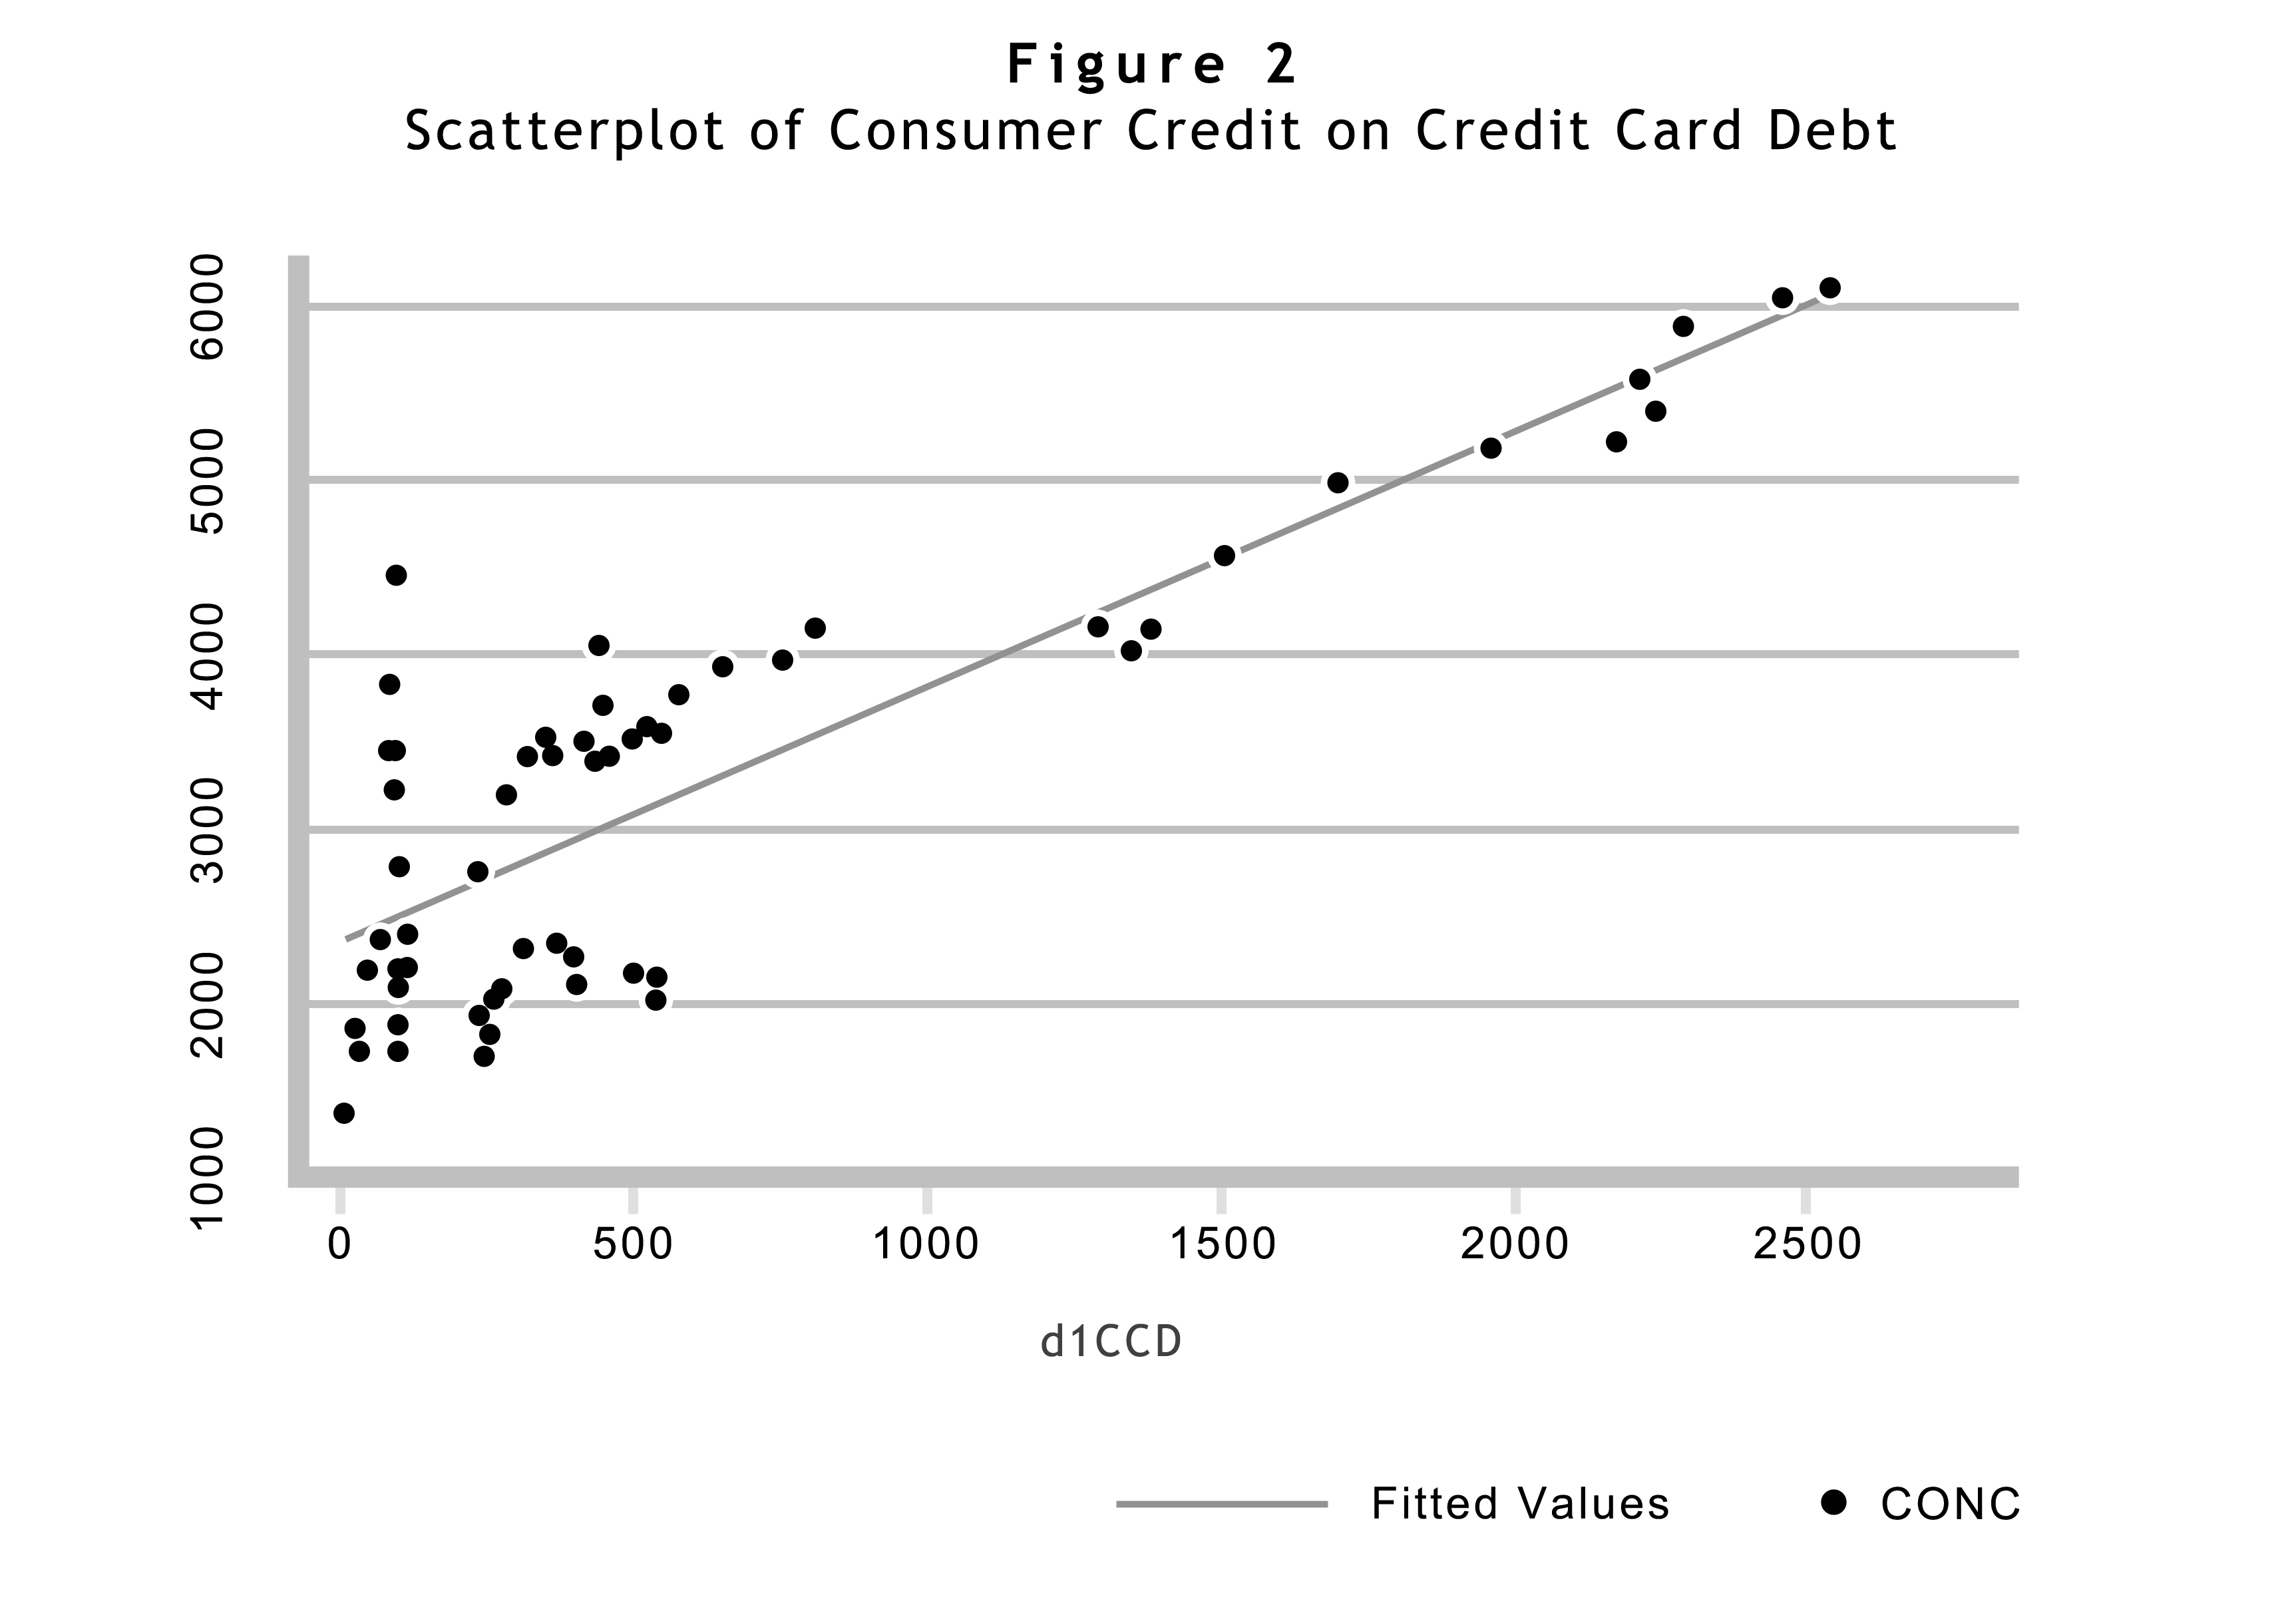 Figure 2
Scatterplot of Consumer Credit on Credit Card Debt
6000
5000
4000
3000
2000
1000
0 500 1000 1500 2000 2500
d1CCD
Fitted Values CONC